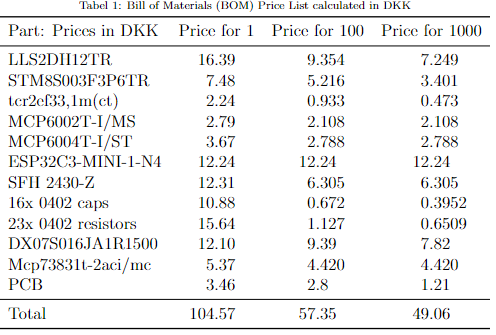 Tabel 1: Bill of Materials (BOM) Price List calculated in DKK
Part: Prices in DKK Price for 1 Price for 100 Price for 1000
LLS2DH12TR 16.39 9.354 7.249
STM8S003F3P6TR 7.48 5.216 3.401
tcr2ef33,1m(ct) 2.24 0.933 0.473
MCP6002T-I/MS 2.79 2.108 2.108
MCP6004T-I/ST 3.67 2.788 2.788
ESP32C3-MINI-1-N4 12.24 12.24 12.24
SFH 2430-Z 12.31 6.305 6.305
16x 0402 caps 10.88 0.672 0.3952
23x 0402 resistors 15.64 1.127 0.6509
DX07S016JA1R1500 12.10 9.39 7.82
Mcp73831t-2aci/mc 5.37 4.420 4.420
PCB 3.46 2.8 1.21
Total 104.57 57.35 49.06